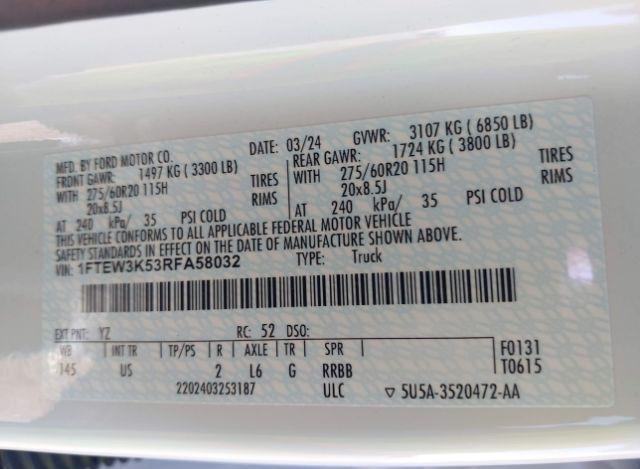 MFD. BY FORD MOTOR CO. DATE: 03/24 GVWR: 3107 KG ( 6850 LB)
FRONT GAWR: 1497 KG ( 3300 LB) REAR GAWR: 1724 KG ( 3800 LB)
WITH 275/60R20 115H TIRES WITH 275/60R20 115H TIRES
20x8.5J RIMS 20x8.5J RIMS
AT 240 kPa/ 35 PSI COLD AT 240 kPa/ 35 PSI COLD
THIS VEHICLE CONFORMS TO ALL APPLICABLE FEDERAL MOTOR VEHICLE
SAFETY STANDARDS IN EFFECT ON THE DATE OF MANUFACTURE SHOWN ABOVE.
VIN: 1FTEW3K53RFA58032 TYPE: Truck
EXT PNT: YZ RC: 52 DSO:
WB INT TR TP/PS R AXLE TR SPR F0131
145 US 2 L6 G RRBB T0615
2202403253187 ULC ▽ 5U5A-3520472-AA